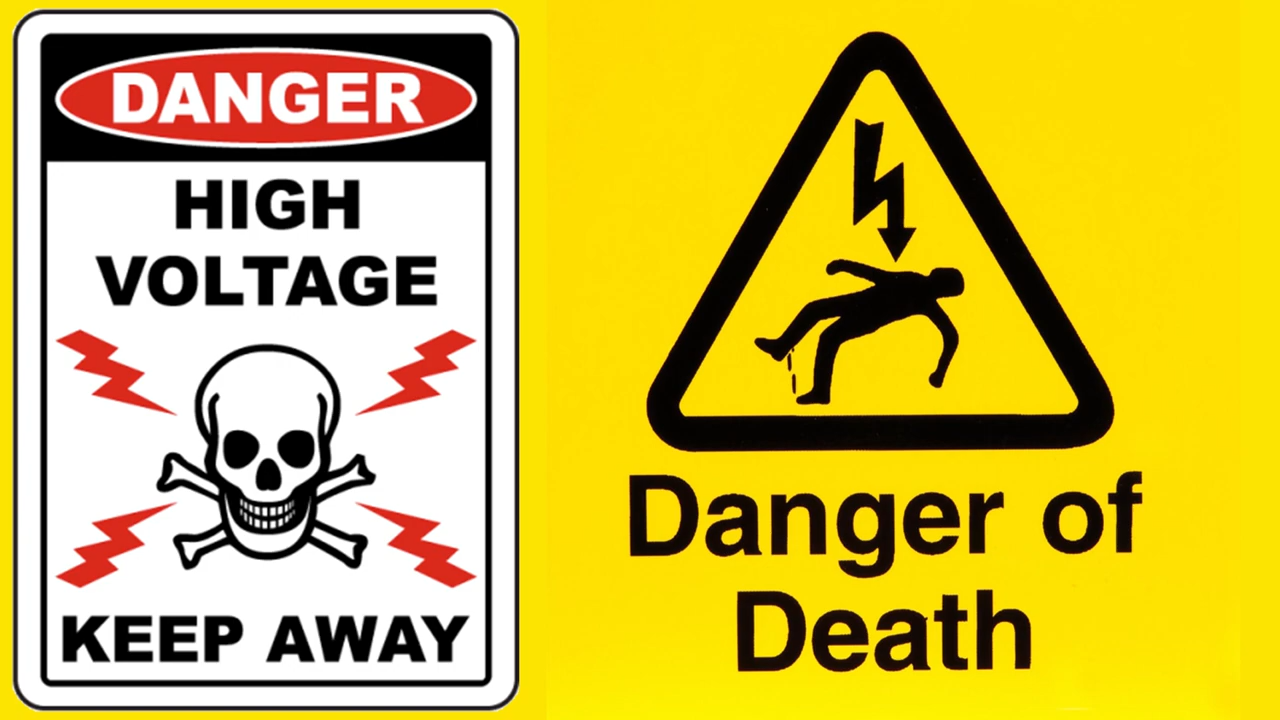 DANGER
HIGH
VOLTAGE
KEEP AWAY
Danger of
Death